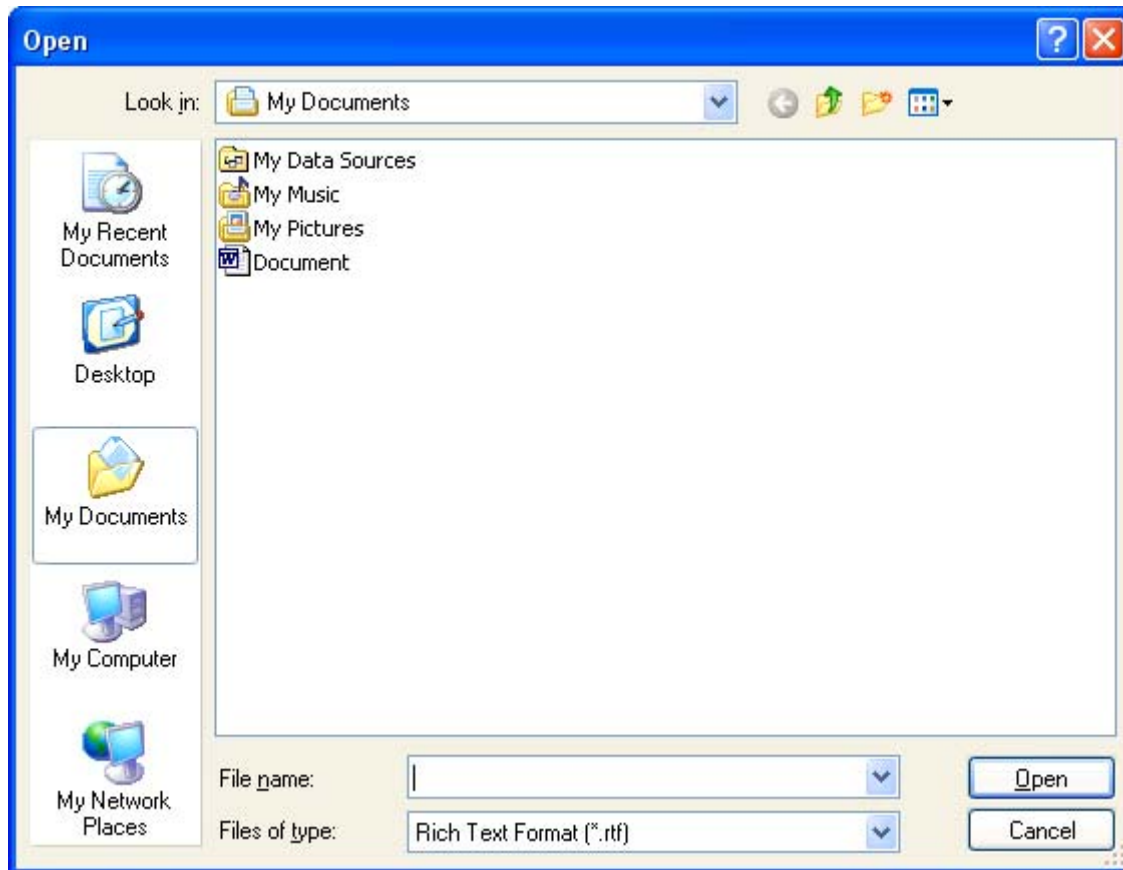 Open
Look in: My Documents
My Data Sources
My Music
My Pictures
Document
My Recent
Documents
Desktop
My Documents
My Computer
My Network
Places
File name:
Open
Files of type: Rich Text Format (*.rtf)
Cancel